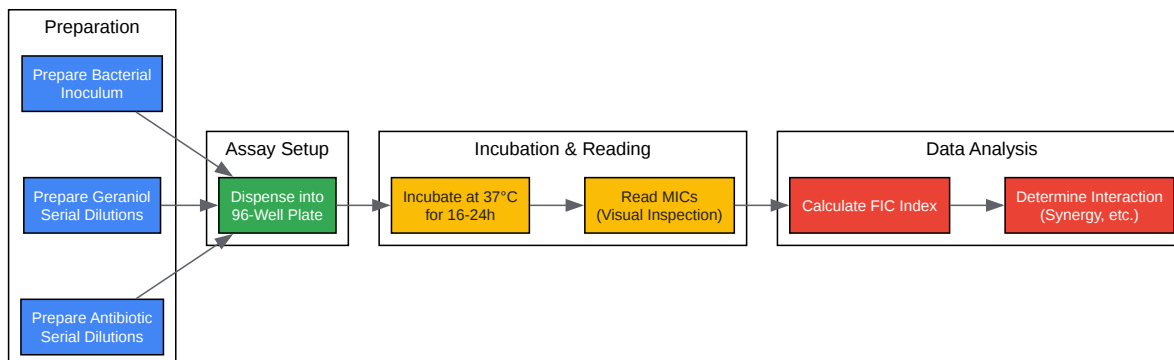 Preparation
Prepare Bacterial
Inoculum
Prepare Geraniol
Serial Dilutions
Prepare Antibiotic
Serial Dilutions
Assay Setup
Dispense into
96-Well Plate
Incubation & Reading
Incubate at 37°C
for 16-24h
Read MICs
(Visual Inspection)
Data Analysis
Calculate FIC Index
Determine Interaction
(Synergy, etc.)